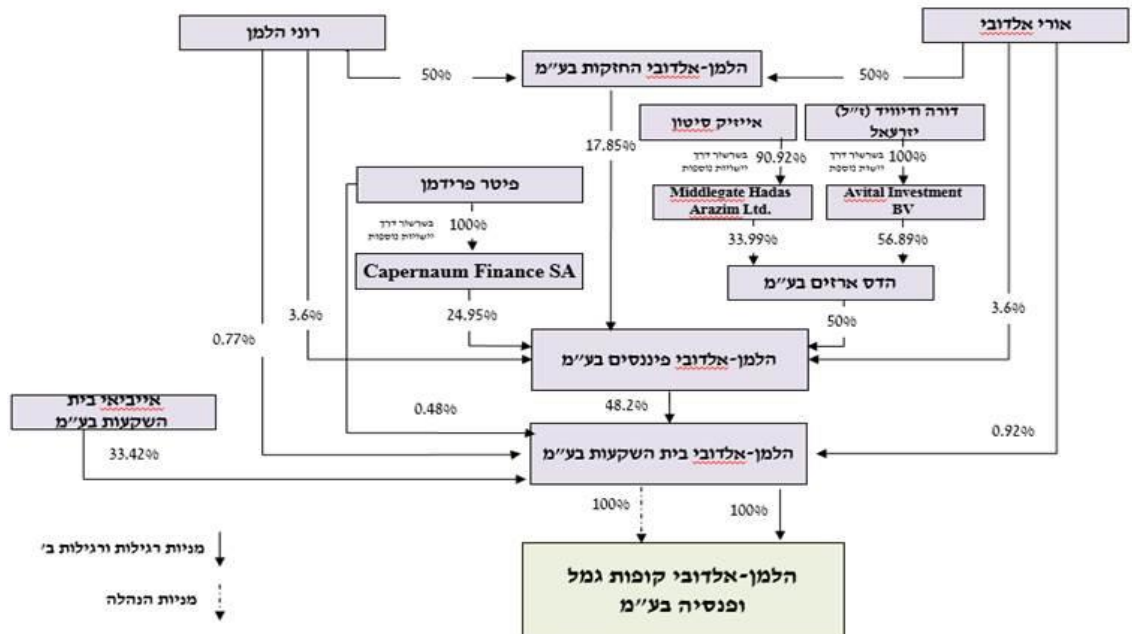 אורי אלדובי
רוני הלמן
הלמן-אלדובי החזקות בע״מ
50%
50%
דורה ודיוויד (ז״ל)
יזרעאל
אייזיק סיטון
17.85%
100%
בשרשור דרך
ישויות נוספות
90.92%
בשרשור דרך
ישויות נוספות
פיטר פרידמן
Avital Investment
BV
Middlegate Hadas
Arazim Ltd.
100%
בשרשור דרך
ישויות נוספות
56.89%
33.99%
Capernaum Finance SA
הדס ארזים בע״מ
3.6%
50%
24.95%
3.6%
0.77%
הלמן-אלדובי פיננסים בע״מ
אייביאי בית
השקעות בע״מ
48.2%
0.48%
0.92%
הלמן-אלדובי בית השקעות בע״מ
33.42%
100%
100%
הלמן-אלדובי קופות גמל
ופנסיה בע״מ
מניות רגילות ורגילות ב׳
מניות הנהלה